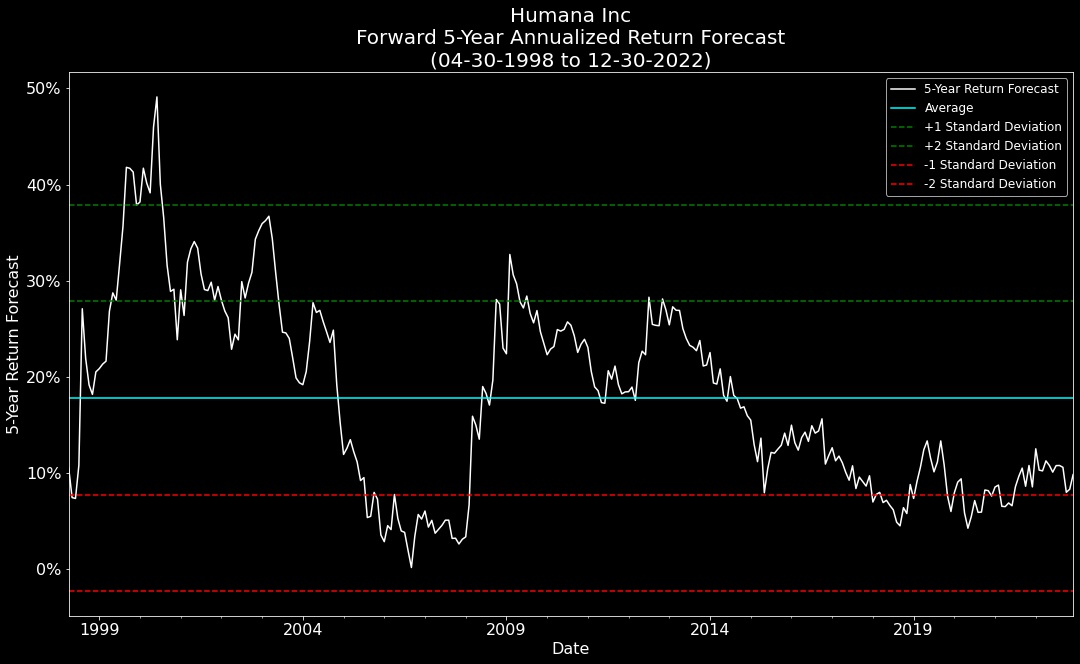 Humana Inc
Forward 5-Year Annualized Return Forecast
(04-30-1998 to 12-30-2022)
5-Year Return Forecast
50%
40%
30%
20%
10%
0%
5-Year Return Forecast
Average
+1 Standard Deviation
+2 Standard Deviation
-1 Standard Deviation
-2 Standard Deviation
1999
2004
2009
2014
2019
Date